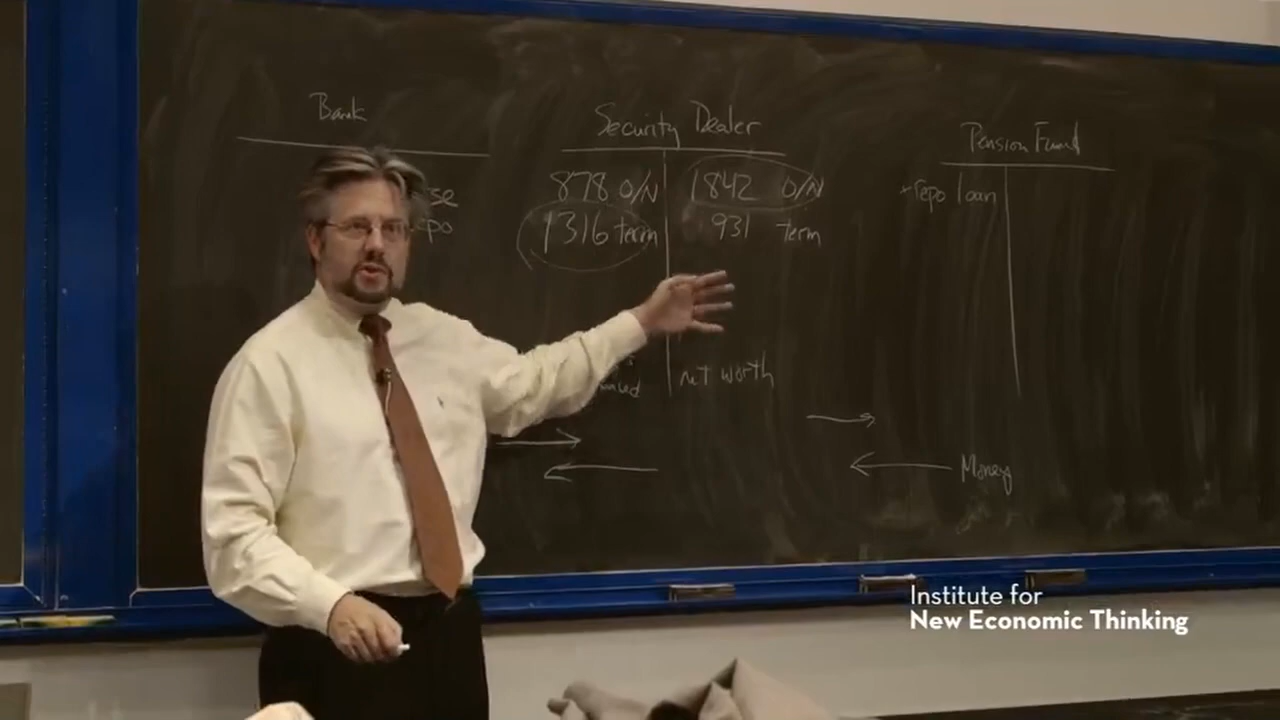 Bank
Security Dealer
Pension Fund
878 O/N
1842 O/N
+repo loan
1316 term
931 term
net worth
Money
Institute for
New Economic Thinking